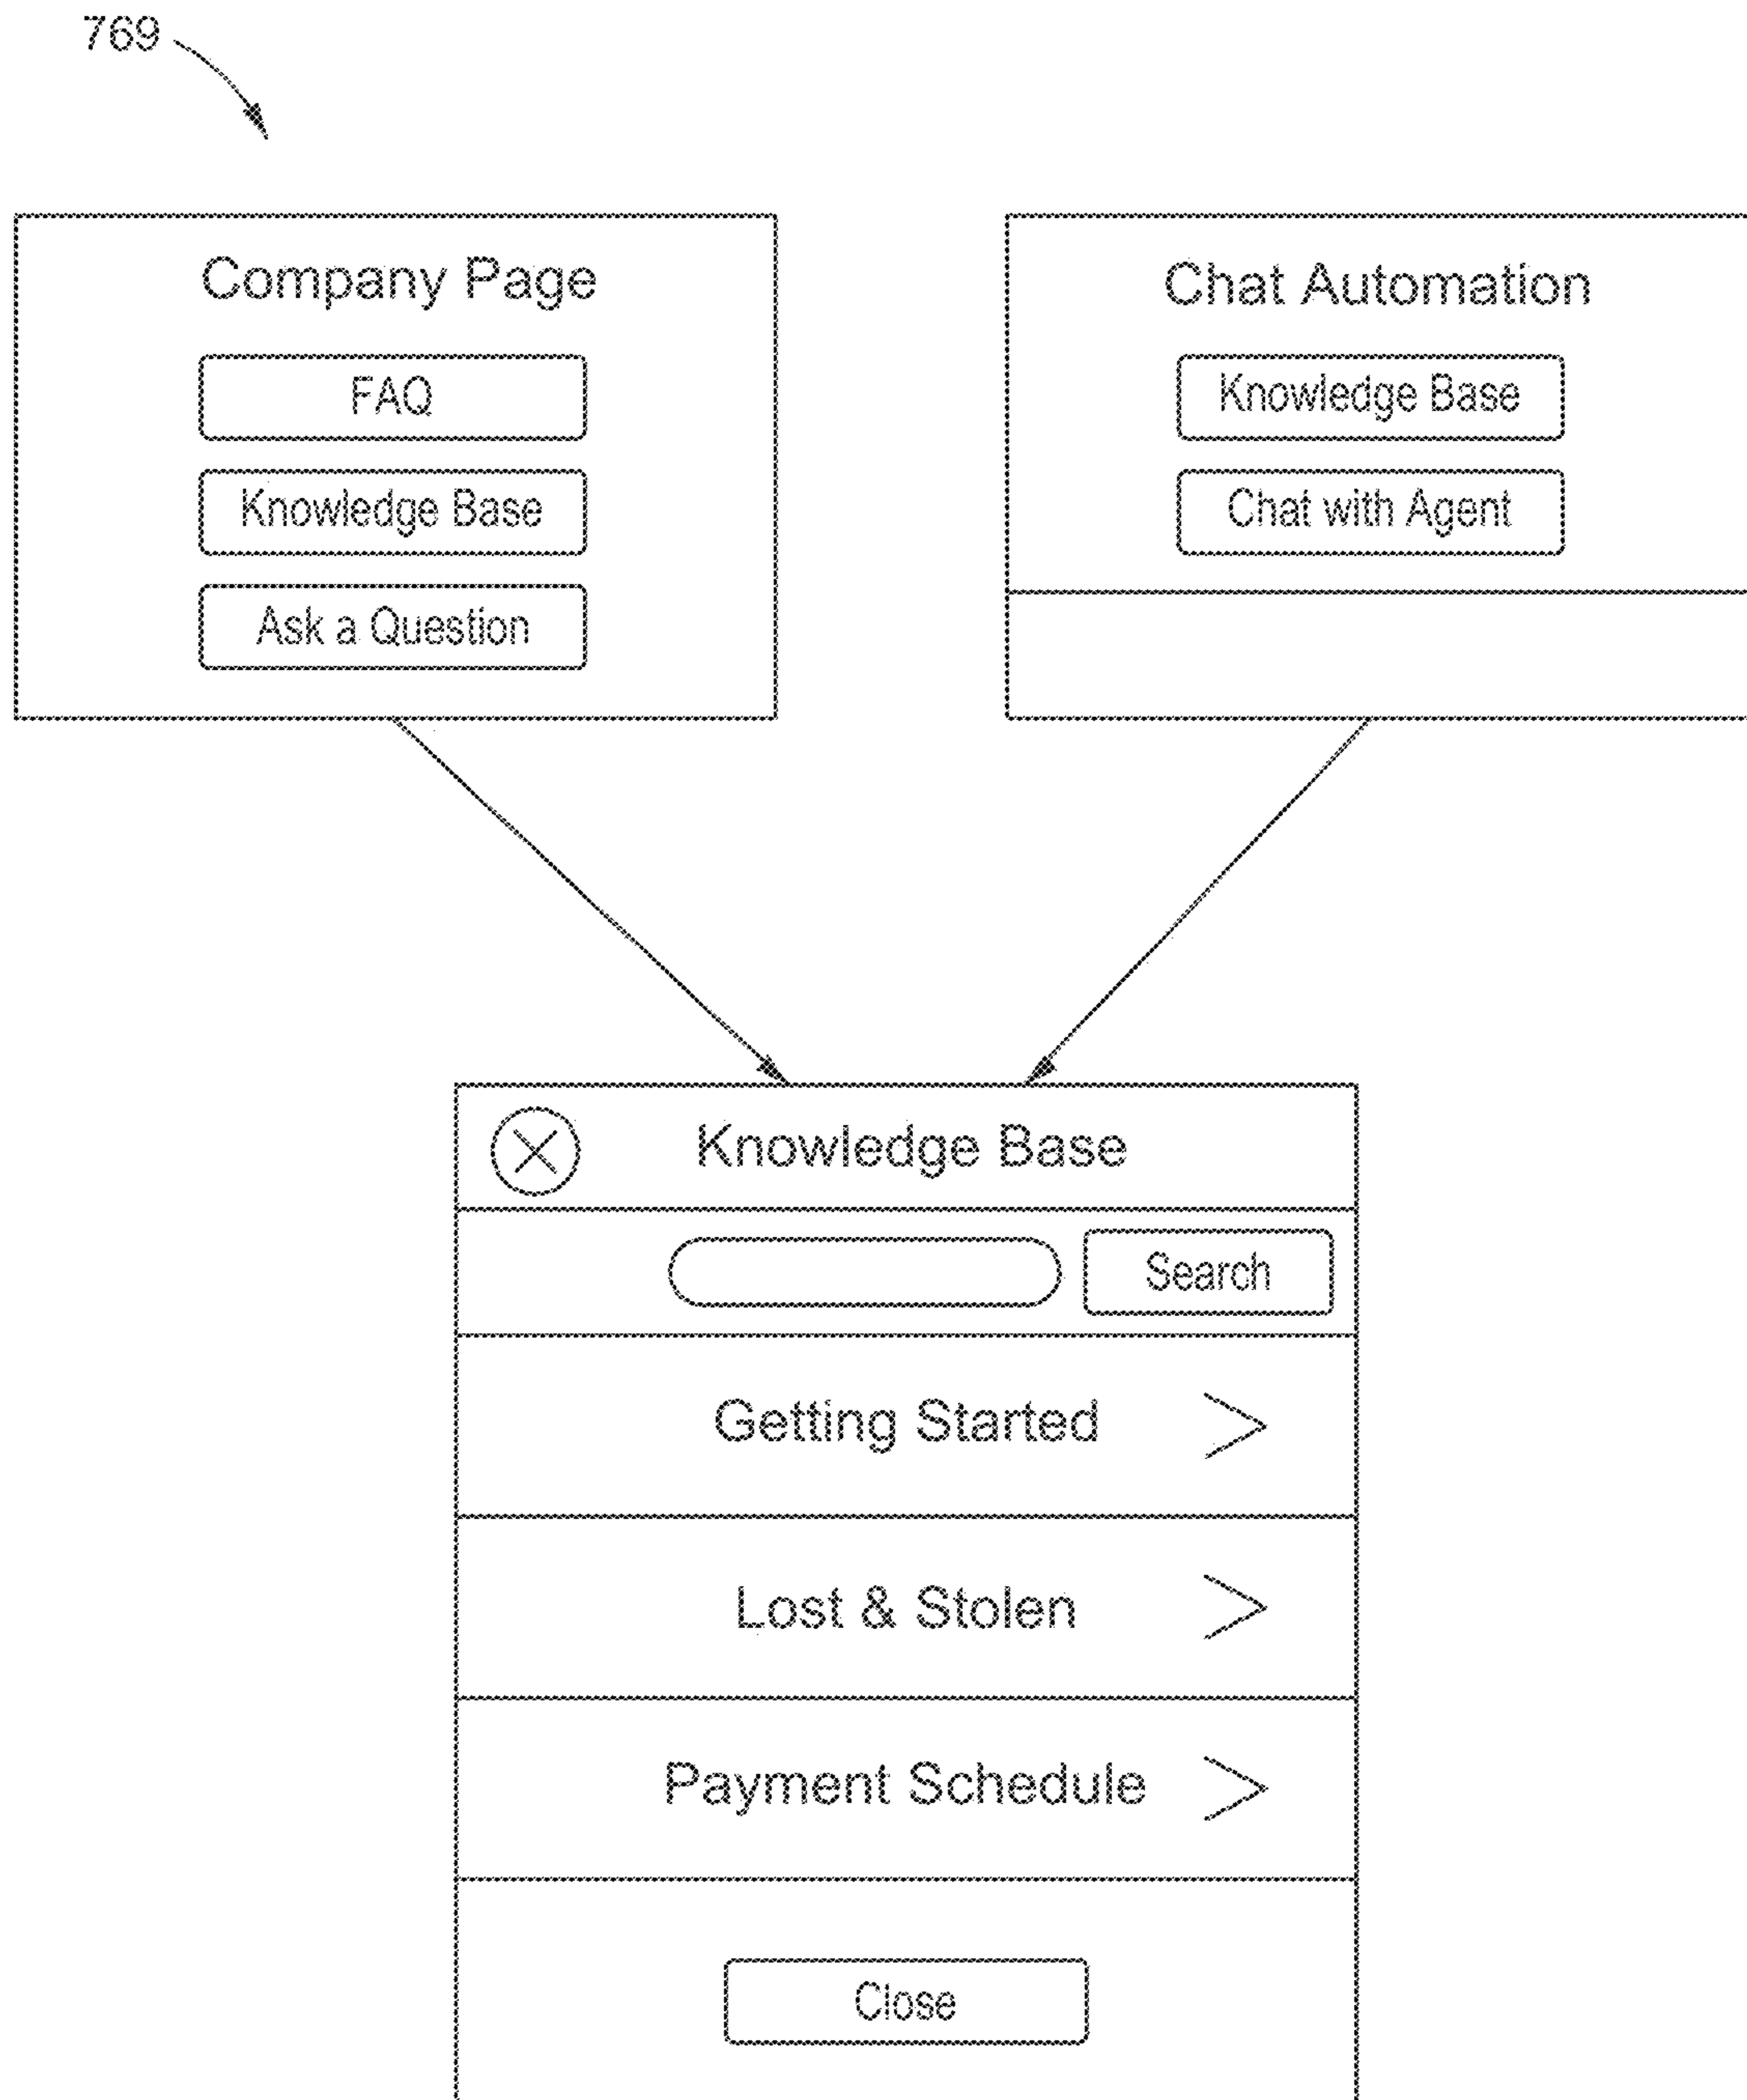 769
Company Page
FAQ
Knowledge Base
Ask a Question
Chat Automation
Knowledge Base
Chat with Agent
Knowledge Base
Search
Getting Started
Lost & Stolen
Payment Schedule
Close